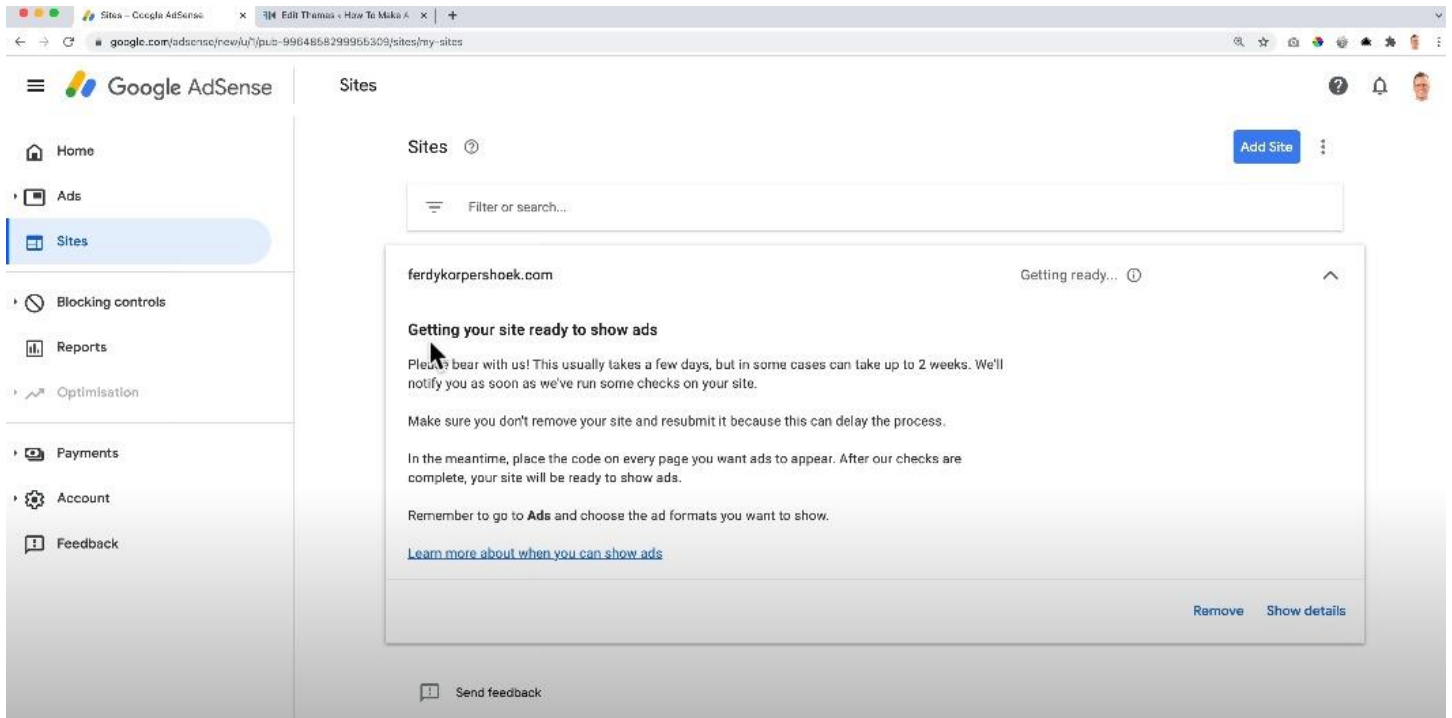 Sites – Google AdSense
Edit Themes ‹ How To Make A
google.com/adsense/new/u/1/pub-9964858299955309/sites/my-sites
Google AdSense
Sites
Home
Ads
Sites
Blocking controls
Reports
Optimisation
Payments
Account
Feedback
Sites
Add Site
Filter or search...
ferdykorpershoek.com
Getting ready...
Getting your site ready to show ads
Please bear with us! This usually takes a few days, but in some cases can take up to 2 weeks. We'll
notify you as soon as we've run some checks on your site.
Make sure you don't remove your site and resubmit it because this can delay the process.
In the meantime, place the code on every page you want ads to appear. After our checks are
complete, your site will be ready to show ads.
Remember to go to Ads and choose the ad formats you want to show.
Learn more about when you can show ads
Remove
Show details
Send feedback